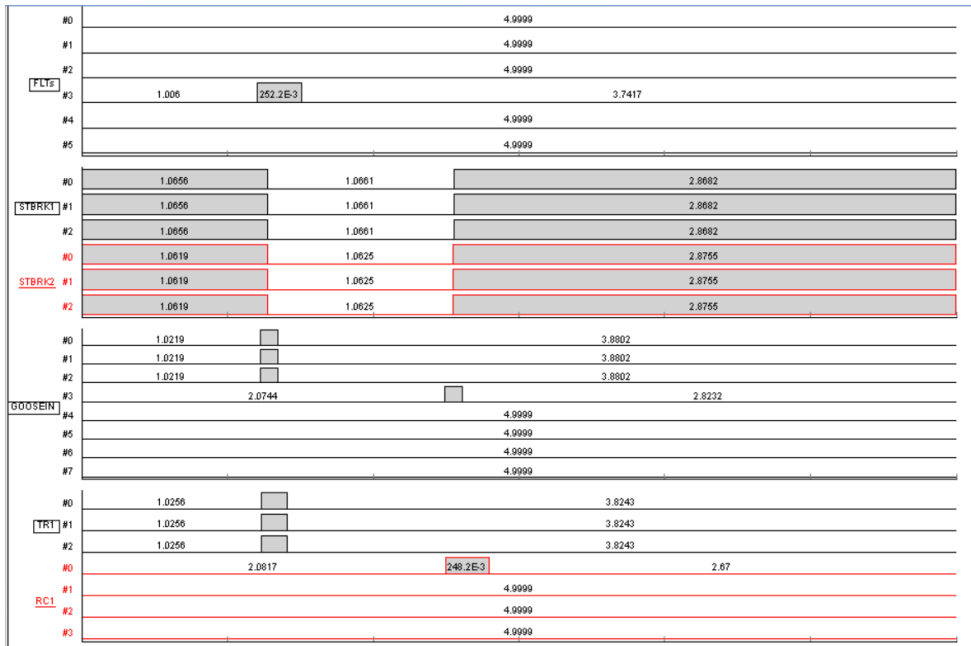 #0 4.9999
#1 4.9999
#2 4.9999
FLTs
#3 1.006 252.2E-3 3.7417
#4 4.9999
#5 4.9999
#0 1.0656 1.0661 2.8682
STBRK1 #1 1.0656 1.0661 2.8682
#2 1.0656 1.0661 2.8682
#0 1.0619 1.0625 2.8755
STBRK2 #1 1.0619 1.0625 2.8755
#2 1.0619 1.0625 2.8755
#0 1.0219 3.8802
#1 1.0219 3.8802
#2 1.0219 3.8802
#3 2.0744 2.8232
GOOSEIN
#4 4.9999
#5 4.9999
#6 4.9999
#7 4.9999
#0 1.0256 3.8243
TR1 #1 1.0256 3.8243
#2 1.0256 3.8243
#0 2.0817 248.2E-3 2.67
#1 4.9999
RC1
#2 4.9999
#3 4.9999